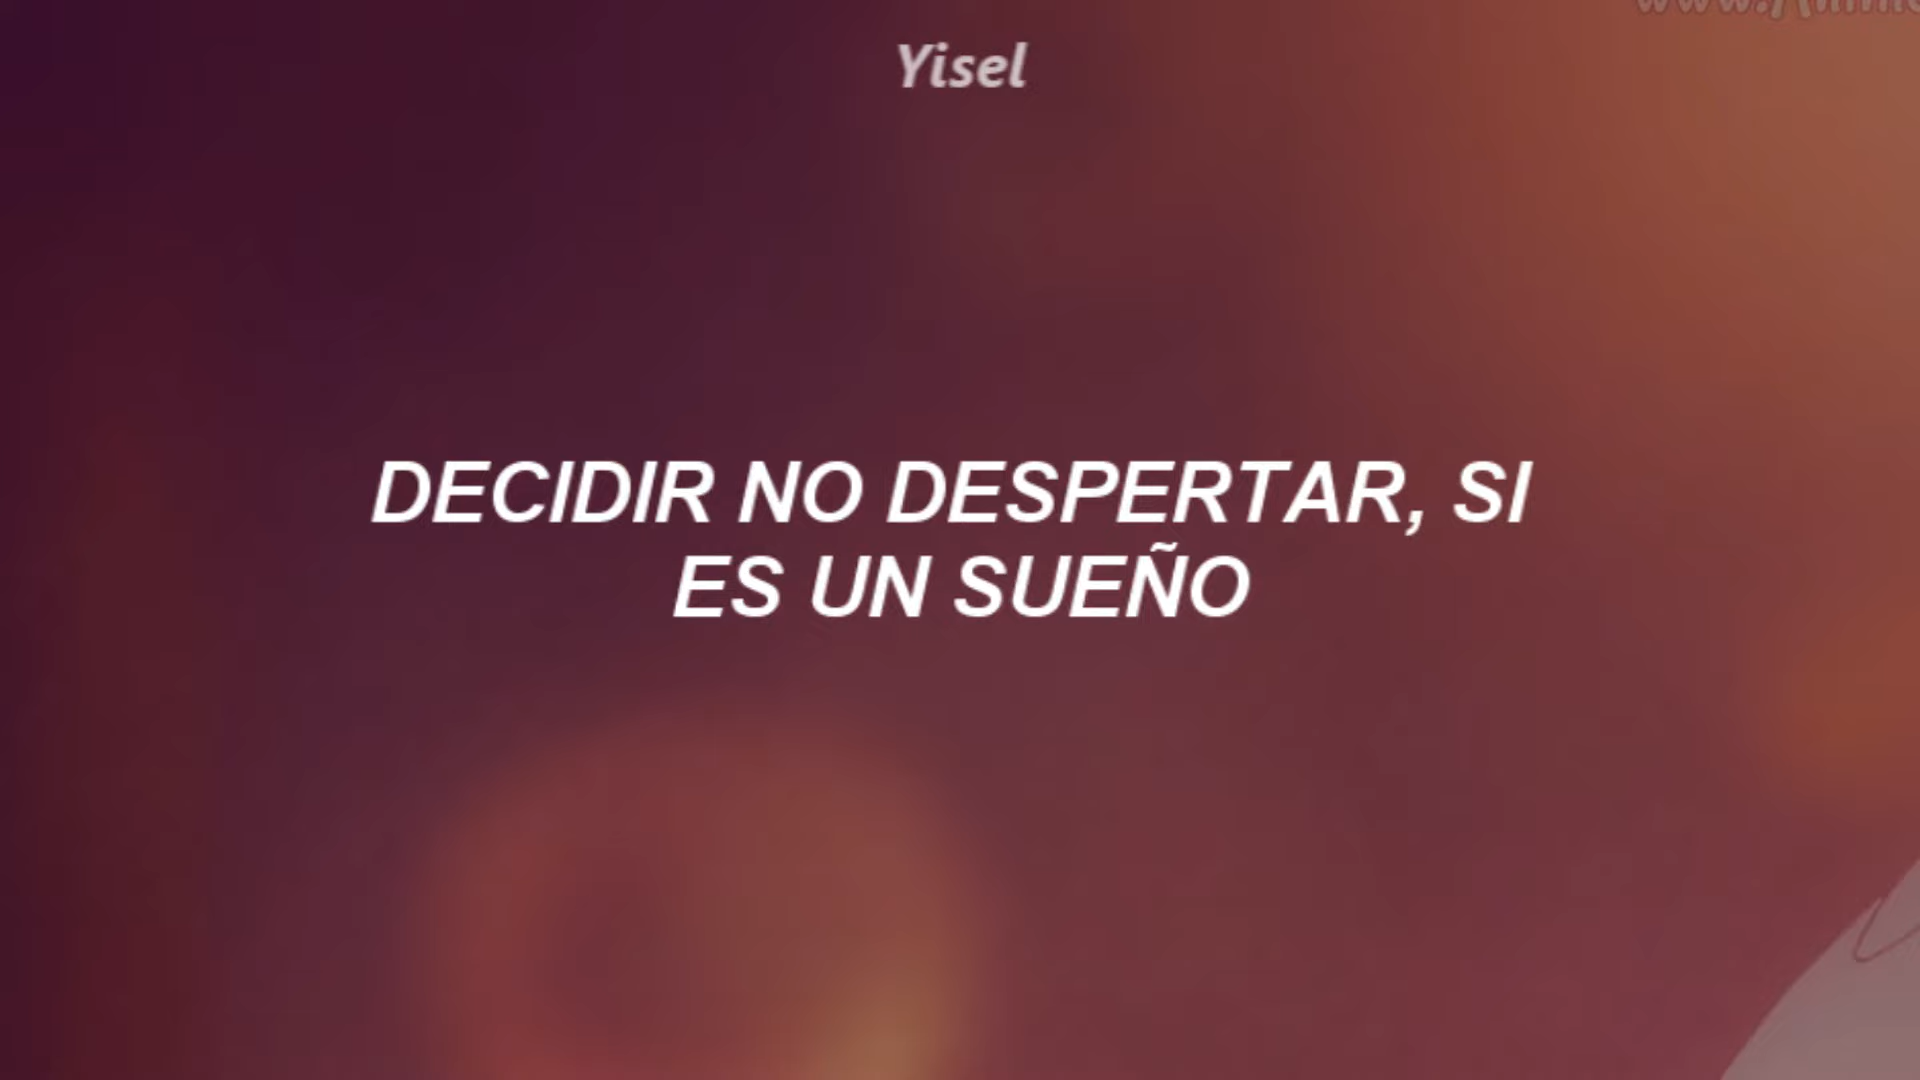 Yisel
DECIDIR NO DESPERTAR, SI
ES UN SUEÑO